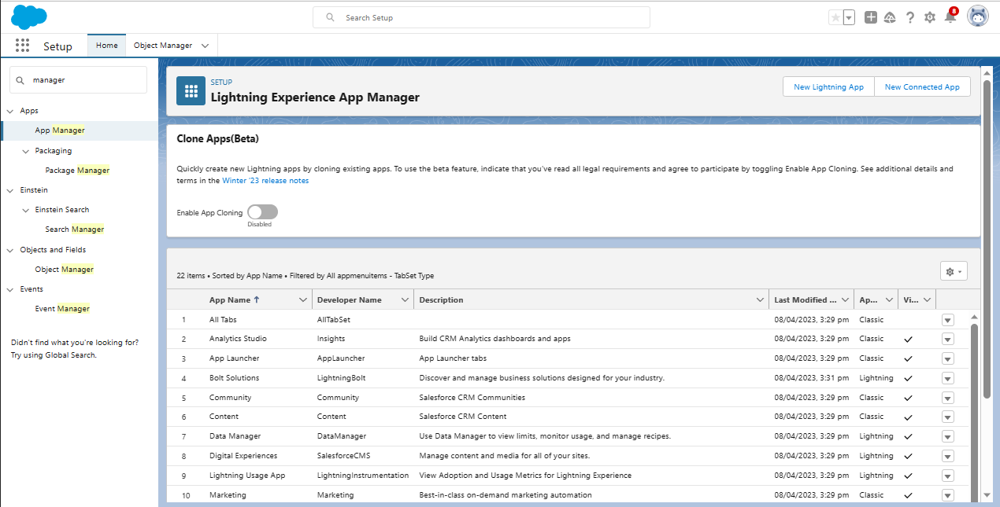 Search Setup
8
Setup
Home
Object Manager
manager
Apps
App Manager
Packaging
Package Manager
Einstein
Einstein Search
Search Manager
Objects and Fields
Object Manager
Events
Event Manager
Didn't find what you're looking for?
Try using Global Search.
SETUP
Lightning Experience App Manager
New Lightning App
New Connected App
Clone Apps(Beta)
Quickly create new Lightning apps by cloning existing apps. To use the beta feature, indicate that you've read all legal requirements and agree to participate by toggling Enable App Cloning. See additional details and
terms in the Winter '23 release notes
Enable App Cloning
Disabled
22 items • Sorted by App Name • Filtered by All appmenuitems - TabSet Type
App Name ↑ Developer Name Description Last Modified ... Ap... Vi...
1 All Tabs AllTabSet 08/04/2023, 3:29 pm Classic
2 Analytics Studio Insights Build CRM Analytics dashboards and apps 08/04/2023, 3:29 pm Classic
3 App Launcher AppLauncher App Launcher tabs 08/04/2023, 3:29 pm Classic
4 Bolt Solutions LightningBolt Discover and manage business solutions designed for your industry. 08/04/2023, 3:31 pm Lightning
5 Community Community Salesforce CRM Communities 08/04/2023, 3:29 pm Classic
6 Content Content Salesforce CRM Content 08/04/2023, 3:29 pm Classic
7 Data Manager DataManager Use Data Manager to view limits, monitor usage, and manage recipes. 08/04/2023, 3:29 pm Lightning
8 Digital Experiences SalesforceCMS Manage content and media for all of your sites. 08/04/2023, 3:29 pm Lightning
9 Lightning Usage App LightningInstrumentation View Adoption and Usage Metrics for Lightning Experience 08/04/2023, 3:29 pm Lightning
10 Marketing Marketing Best-in-class on-demand marketing automation 08/04/2023, 3:29 pm Classic